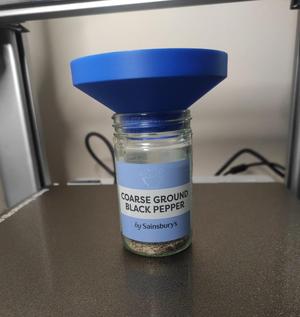 COARSE GROUND
BLACK PEPPER
by Sainsbury's